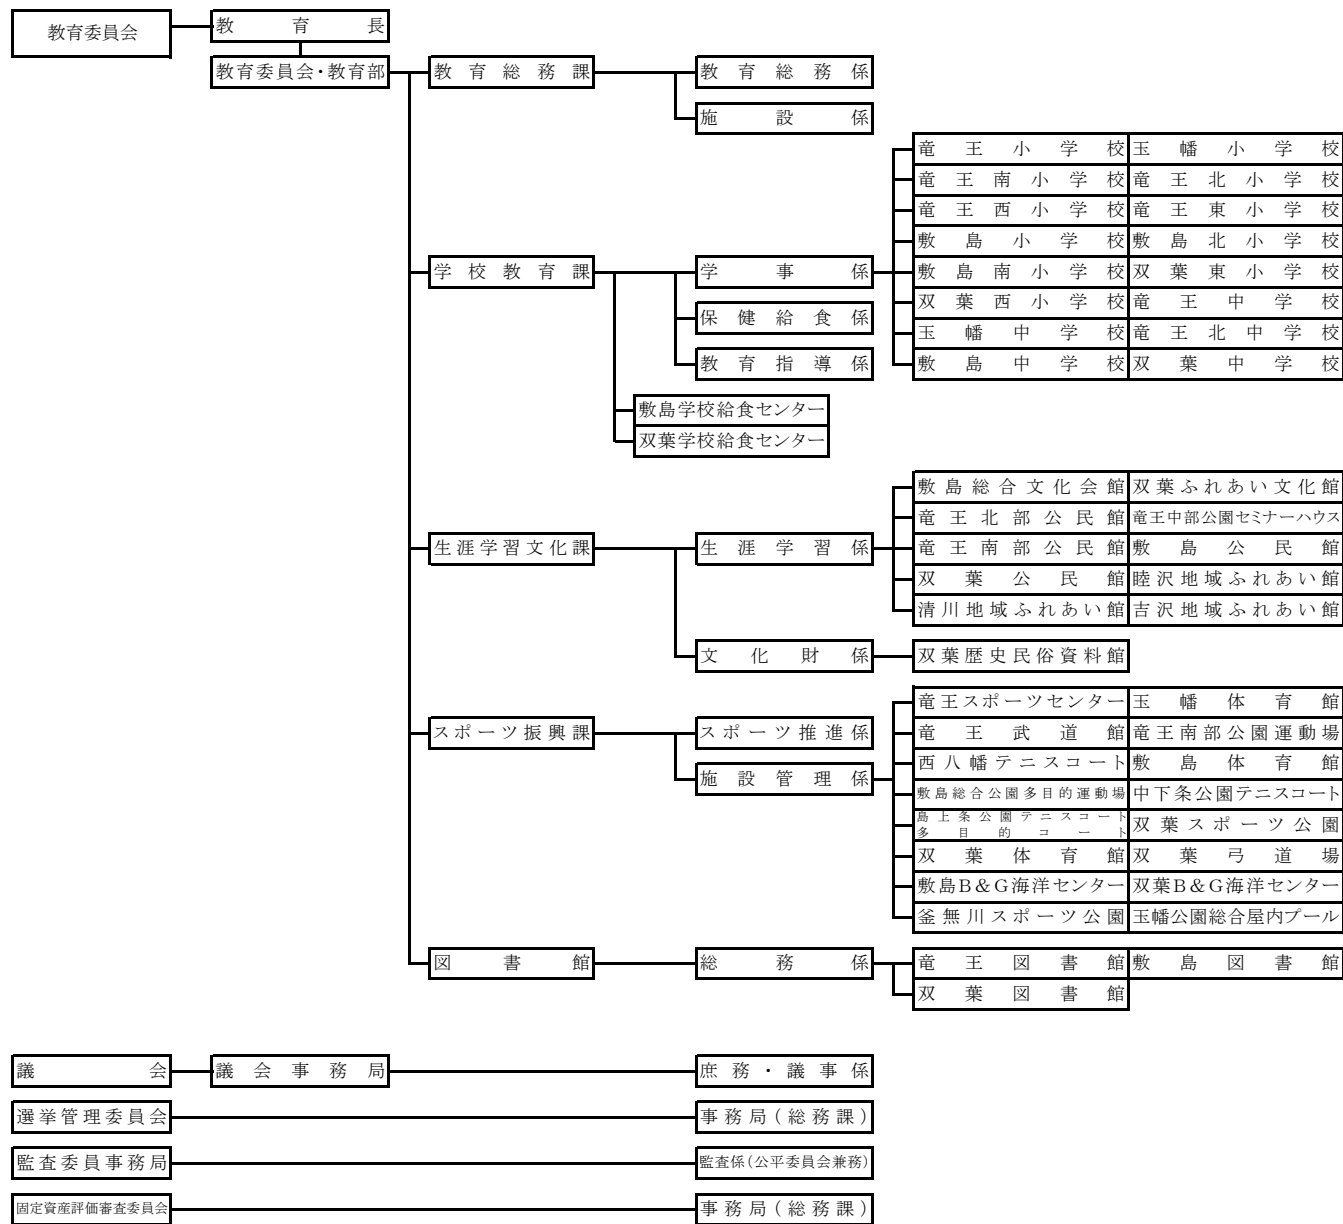 教育委員会 教育長
教育委員会・教育部 教育総務課 教育総務係
施設係
竜王小学校 玉幡小学校
竜王南小学校 竜王北小学校
竜王西小学校 竜王東小学校
敷島小学校 敷島北小学校
学校教育課 学事係 敷島南小学校 双葉東小学校
双葉西小学校 竜王中学校
保健給食係
玉幡中学校 竜王北中学校
教育指導係 敷島中学校 双葉中学校
敷島学校給食センター
双葉学校給食センター
敷島総合文化会館 双葉ふれあい文化館
竜王北部公民館 竜王中部公園セミナーハウス
生涯学習文化課 生涯学習係 竜王南部公民館 敷島公民館
双葉公民館 睦沢地域ふれあい館
清川地域ふれあい館 吉沢地域ふれあい館
文化財係 双葉歴史民俗資料館
竜王スポーツセンター 玉幡体育館
スポーツ振興課 スポーツ推進係 竜王武道館 竜王南部公園運動場
西八幡テニスコート 敷島体育館
施設管理係
敷島総合公園多目的運動場 中下条公園テニスコート
島上条公園テニスコート
多目的コート 双葉スポーツ公園
双葉体育館 双葉弓道場
敷島B&G海洋センター 双葉B&G海洋センター
釜無川スポーツ公園 玉幡公園総合屋内プール
図書館 総務係 竜王図書館 敷島図書館
双葉図書館
議会 議会事務局 庶務・議事係
選挙管理委員会 事務局(総務課)
監査委員事務局 監査係(公平委員会兼務)
固定資産評価審査委員会 事務局(総務課)